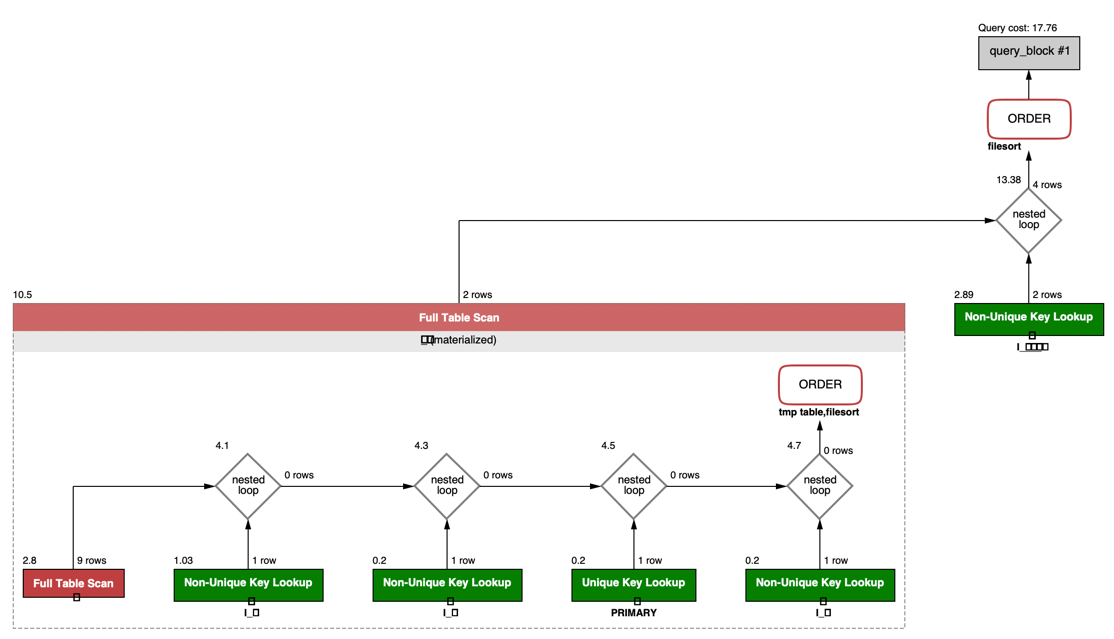 Query cost: 17.76
query_block #1
ORDER
filesort
13.38
4 rows
nested
loop
10.5
2 rows
2.89
2 rows
Full Table Scan
Non-Unique Key Lookup
(materialized)
ORDER
tmp table,filesort
4.1
4.3
4.5
4.7
0 rows
nested
loop
0 rows
nested
loop
0 rows
nested
loop
0 rows
nested
loop
2.8
9 rows
1.03
1 row
0.2
1 row
0.2
1 row
0.2
1 row
Full Table Scan
Non-Unique Key Lookup
Non-Unique Key Lookup
Unique Key Lookup
Non-Unique Key Lookup
PRIMARY